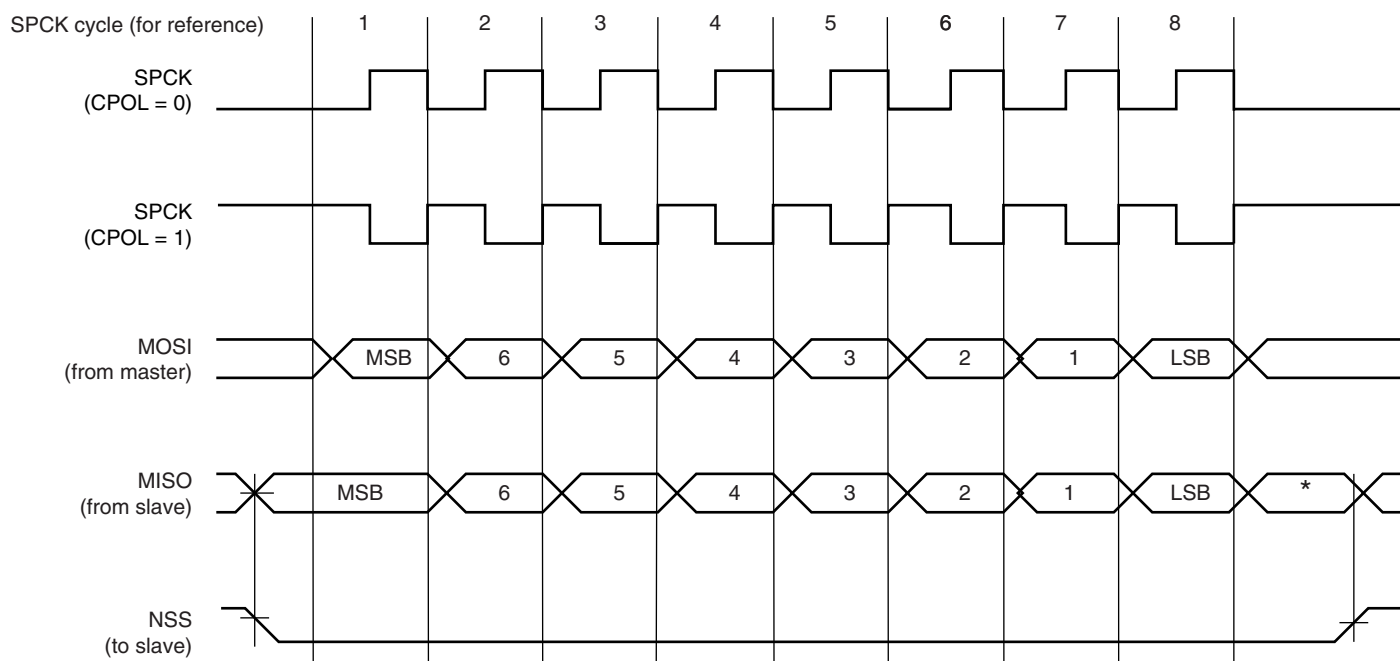 SPCK cycle (for reference) 1 2 3 4 5 6 7 8
SPCK
(CPOL = 0)
SPCK
(CPOL = 1)
MOSI
(from master)
MSB 6 5 4 3 2 1 LSB
MISO
(from slave)
MSB 6 5 4 3 2 1 LSB *
NSS
(to slave)